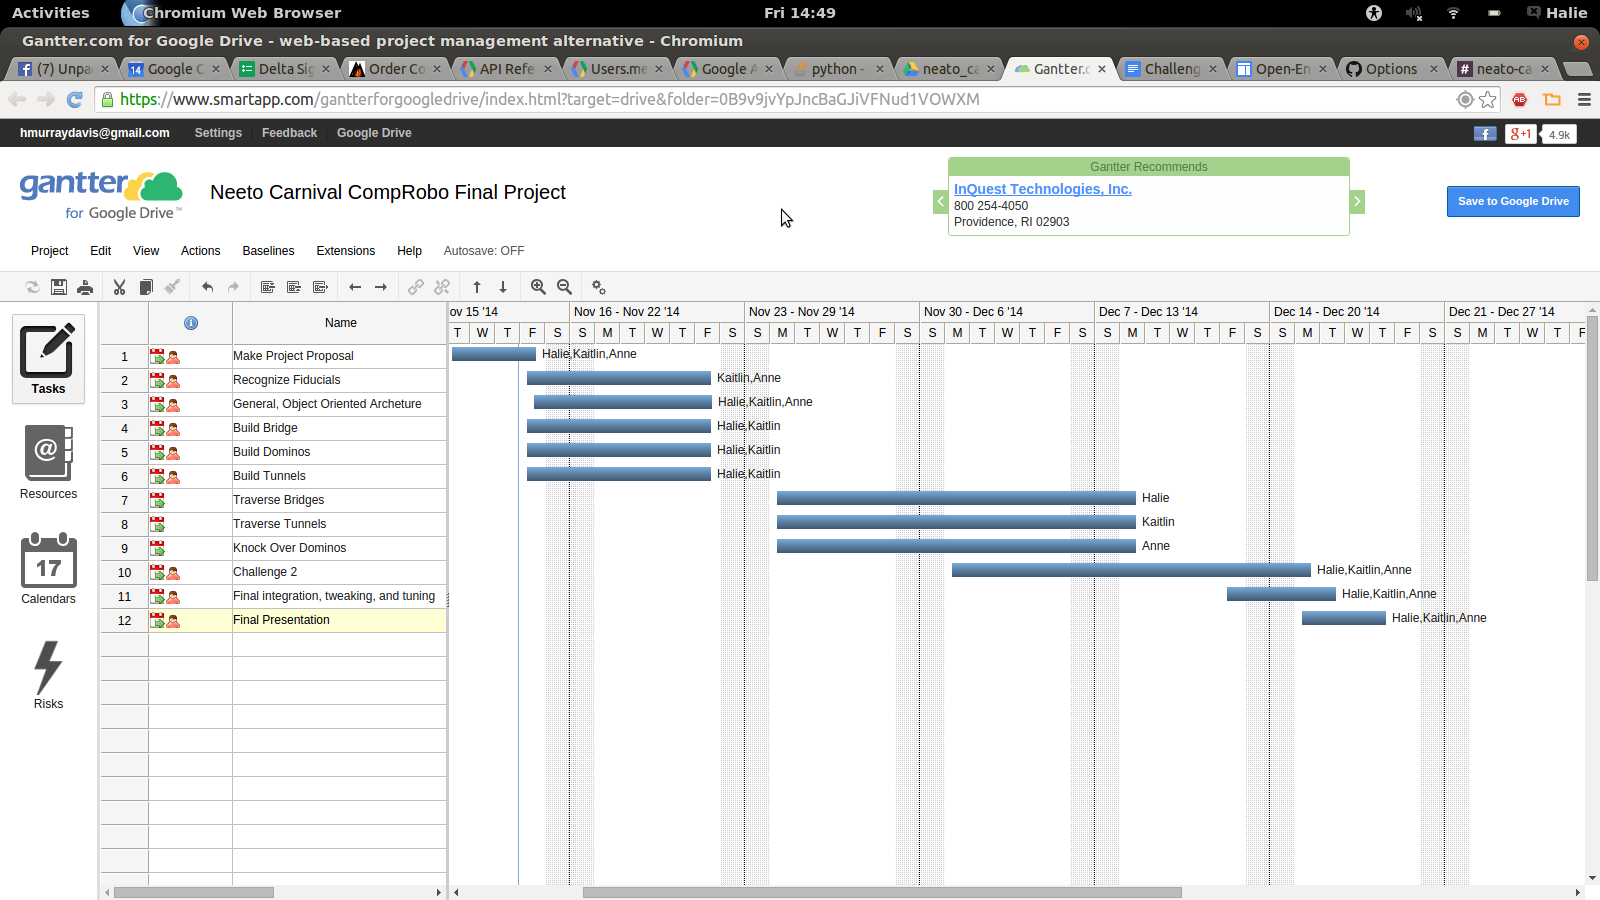 Activities Chromium Web Browser Fri 14:49 Halie
Gantter.com for Google Drive - web-based project management alternative - Chromium
(7) Unpa Google C Delta Sig Order Co API Refe Users.me Google A python - neato_ca Gantter.c Challeng Open-En Options neato-ca
https://www.smartapp.com/gantterforgoogledrive/index.html?target=drive&folder=0B9v9jvYpJncBaGJiVFNud1VOWXM
hmurraydavis@gmail.com Settings Feedback Google Drive +1 4.9k
gantter
for Google Drive™
Neeto Carnival CompRobo Final Project
Gantter Recommends
InQuest Technologies, Inc.
800 254-4050
Providence, RI 02903
Save to Google Drive
Project Edit View Actions Baselines Extensions Help Autosave: OFF
Name
ov 15 '14 Nov 16 - Nov 22 '14 Nov 23 - Nov 29 '14 Nov 30 - Dec 6 '14 Dec 7 - Dec 13 '14 Dec 14 - Dec 20 '14 Dec 21 - Dec 27 '14
T W T F S S M T W T F S S M T W T F S S M T W T F S S M T W T F S S M T W T F S S M T W T F
1 Make Project Proposal Halie,Kaitlin,Anne
2 Recognize Fiducials Kaitlin,Anne
3 General, Object Oriented Archeture Halie,Kaitlin,Anne
4 Build Bridge Halie,Kaitlin
5 Build Dominos Halie,Kaitlin
6 Build Tunnels Halie,Kaitlin
7 Traverse Bridges Halie
8 Traverse Tunnels Kaitlin
9 Knock Over Dominos Anne
10 Challenge 2 Halie,Kaitlin,Anne
11 Final integration, tweaking, and tuning Halie,Kaitlin,Anne
12 Final Presentation Halie,Kaitlin,Anne
Tasks
@
Resources
17
Calendars
Risks